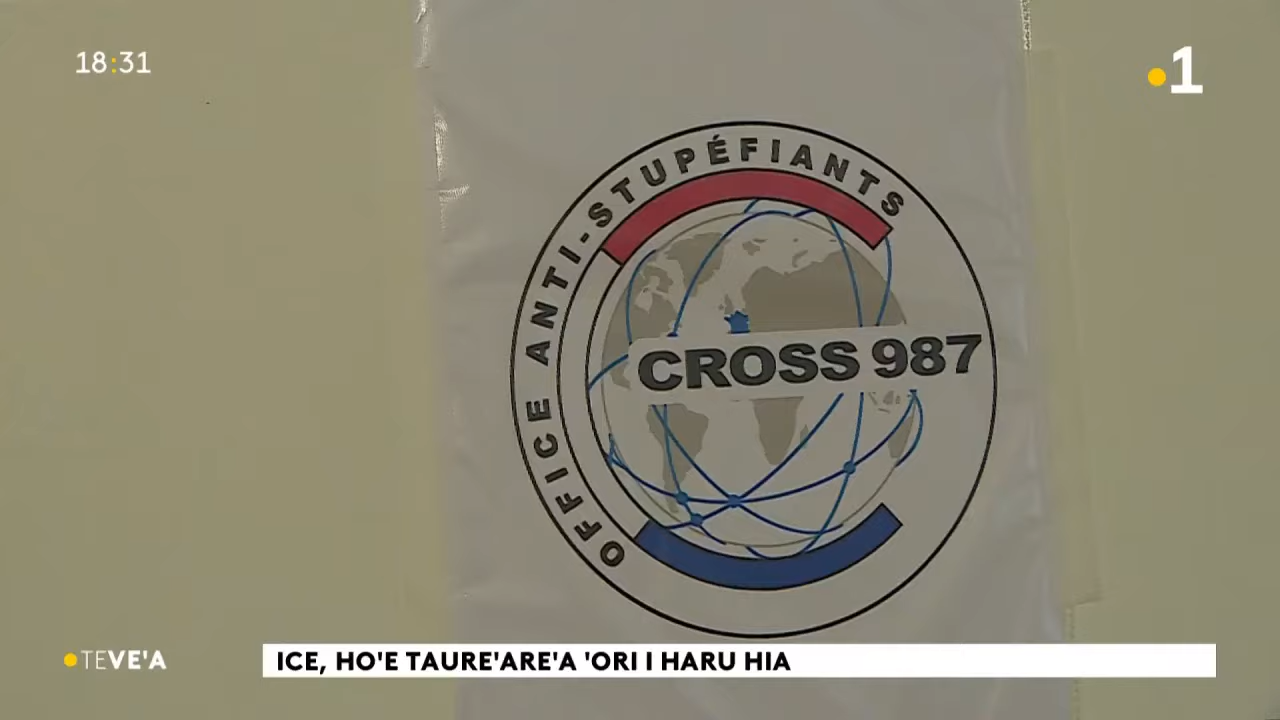 18:31
1
OFFICE ANTI-STUPÉFIANTS
CROSS 987
TEVE'A
ICE, HO'E TAURE'ARE'A 'ORI I HARU HIA